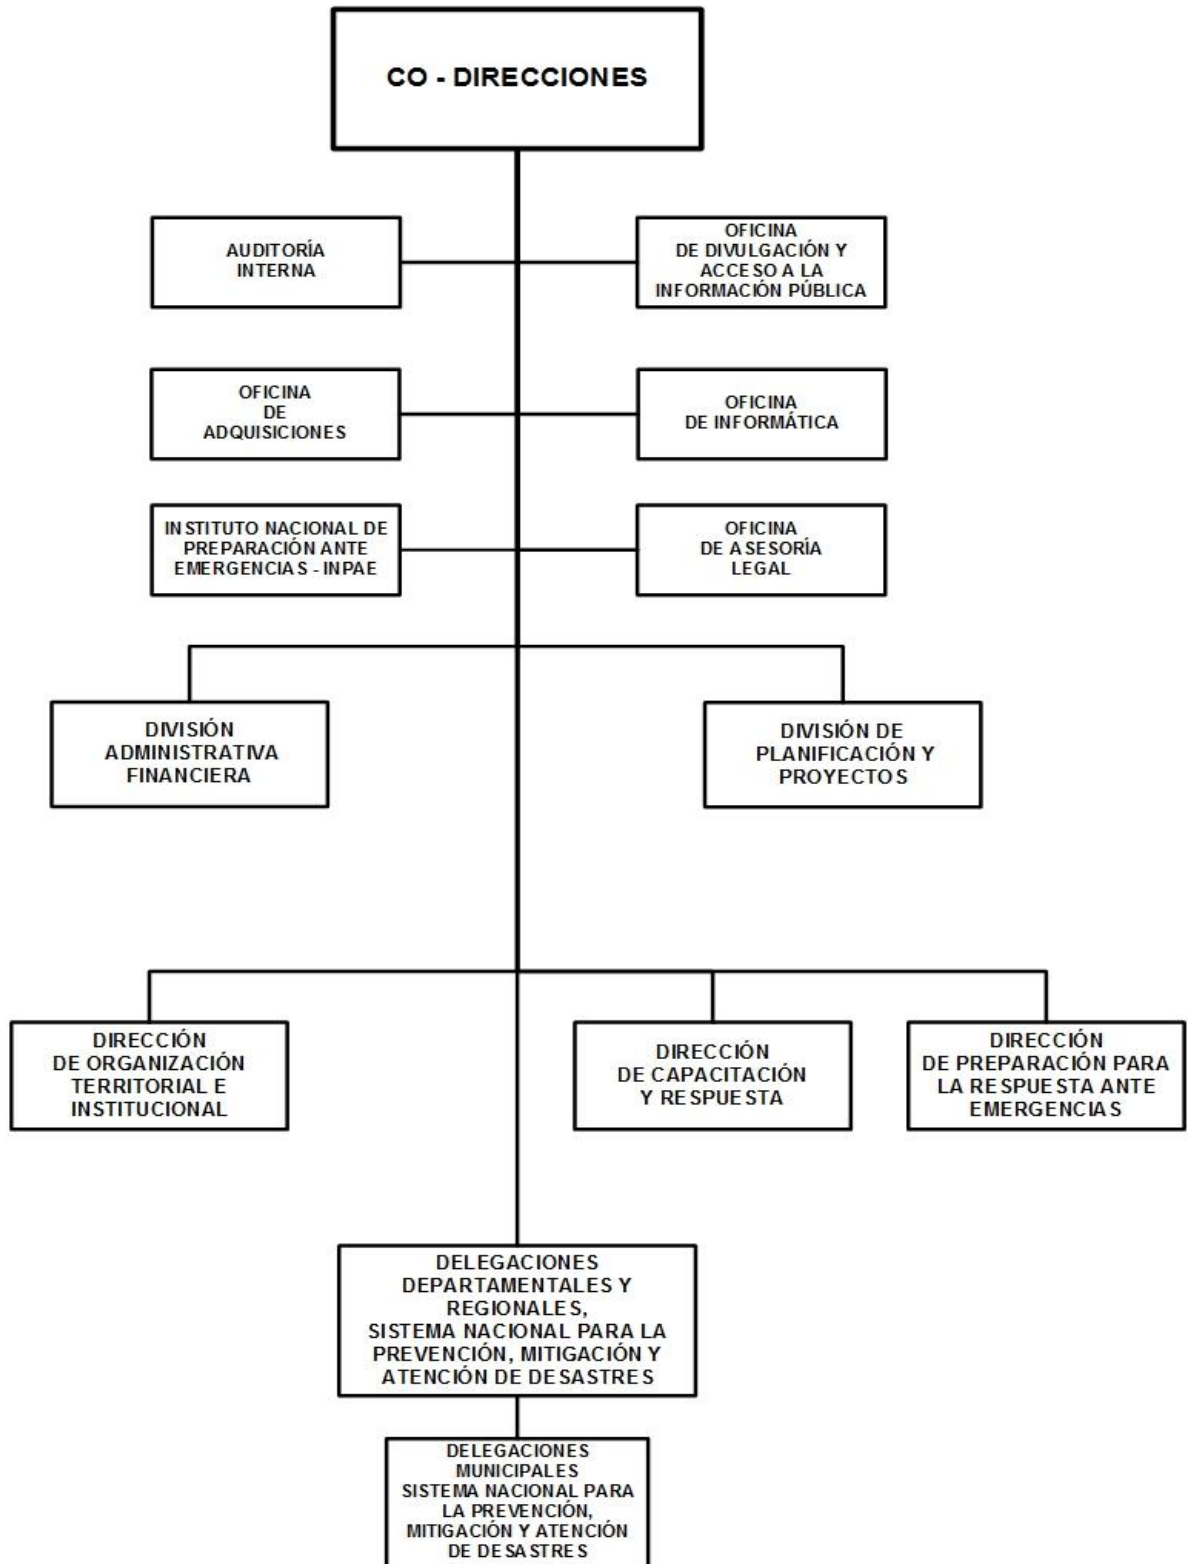 CO - DIRECCIONES
AUDITORÍA
INTERNA
OFICINA
DE DIVULGACIÓN Y
ACCESO A LA
INFORMACIÓN PÚBLICA
OFICINA
DE
ADQUISICIONES
OFICINA
DE INFORMÁTICA
INSTITUTO NACIONAL DE
PREPARACIÓN ANTE
EMERGENCIAS - INPAE
OFICINA
DE ASESORÍA
LEGAL
DIVISIÓN
ADMINISTRATIVA
FINANCIERA
DIVISIÓN DE
PLANIFICACIÓN Y
PROYECTOS
DIRECCIÓN
DE ORGANIZACIÓN
TERRITORIAL E
INSTITUCIONAL
DIRECCIÓN
DE CAPACITACIÓN
Y RESPUESTA
DIRECCIÓN
DE PREPARACIÓN PARA
LA RESPUESTA ANTE
EMERGENCIAS
DELEGACIONES
DEPARTAMENTALES Y
REGIONALES,
SISTEMA NACIONAL PARA LA
PREVENCIÓN, MITIGACIÓN Y
ATENCIÓN DE DESASTRES
DELEGACIONES
MUNICIPALES
SISTEMA NACIONAL PARA
LA PREVENCIÓN,
MITIGACIÓN Y ATENCIÓN
DE DESASTRES